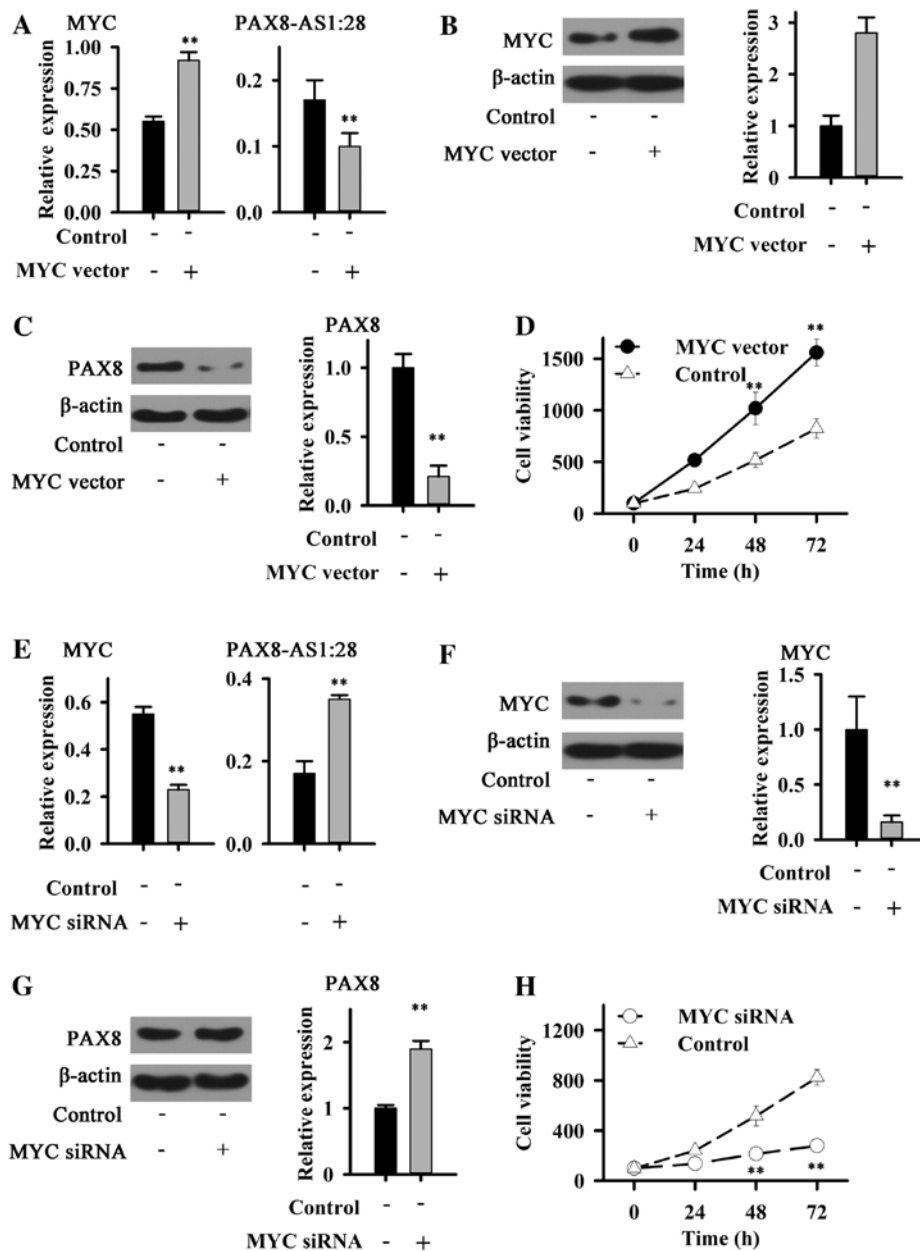 A
MYC
PAX8-AS1:28
Relative expression
1.00
0.75
0.50
0.25
0.00
**
0.2
0.1
0.0
**
Control - - - -
MYC vector - + - +
B
MYC
β-actin
Control - -
MYC vector - +
Relative expression
3
2
1
0
Control - -
MYC vector - +
C
PAX8
β-actin
Control - -
MYC vector - +
PAX8
Relative expression
1.0
0.5
0.0
**
Control - -
MYC vector - +
D
MYC vector
Control
Cell viability
1500
1000
500
0
** **
0 24 48 72
Time (h)
E
MYC
PAX8-AS1:28
Relative expression
0.6
0.4
0.2
0.0
**
0.4
0.2
0.0
**
Control - - - -
MYC siRNA - + - +
F
MYC
β-actin
Control - -
MYC siRNA - +
MYC
Relative expression
1.5
1.0
0.5
0.0
**
Control - -
MYC siRNA - +
G
PAX8
β-actin
Control - -
MYC siRNA - +
PAX8
Relative expression
2
1
0
**
Control - -
MYC siRNA - +
H
MYC siRNA
Control
Cell viability
1200
800
400
0
** **
0 24 48 72
Time (h)